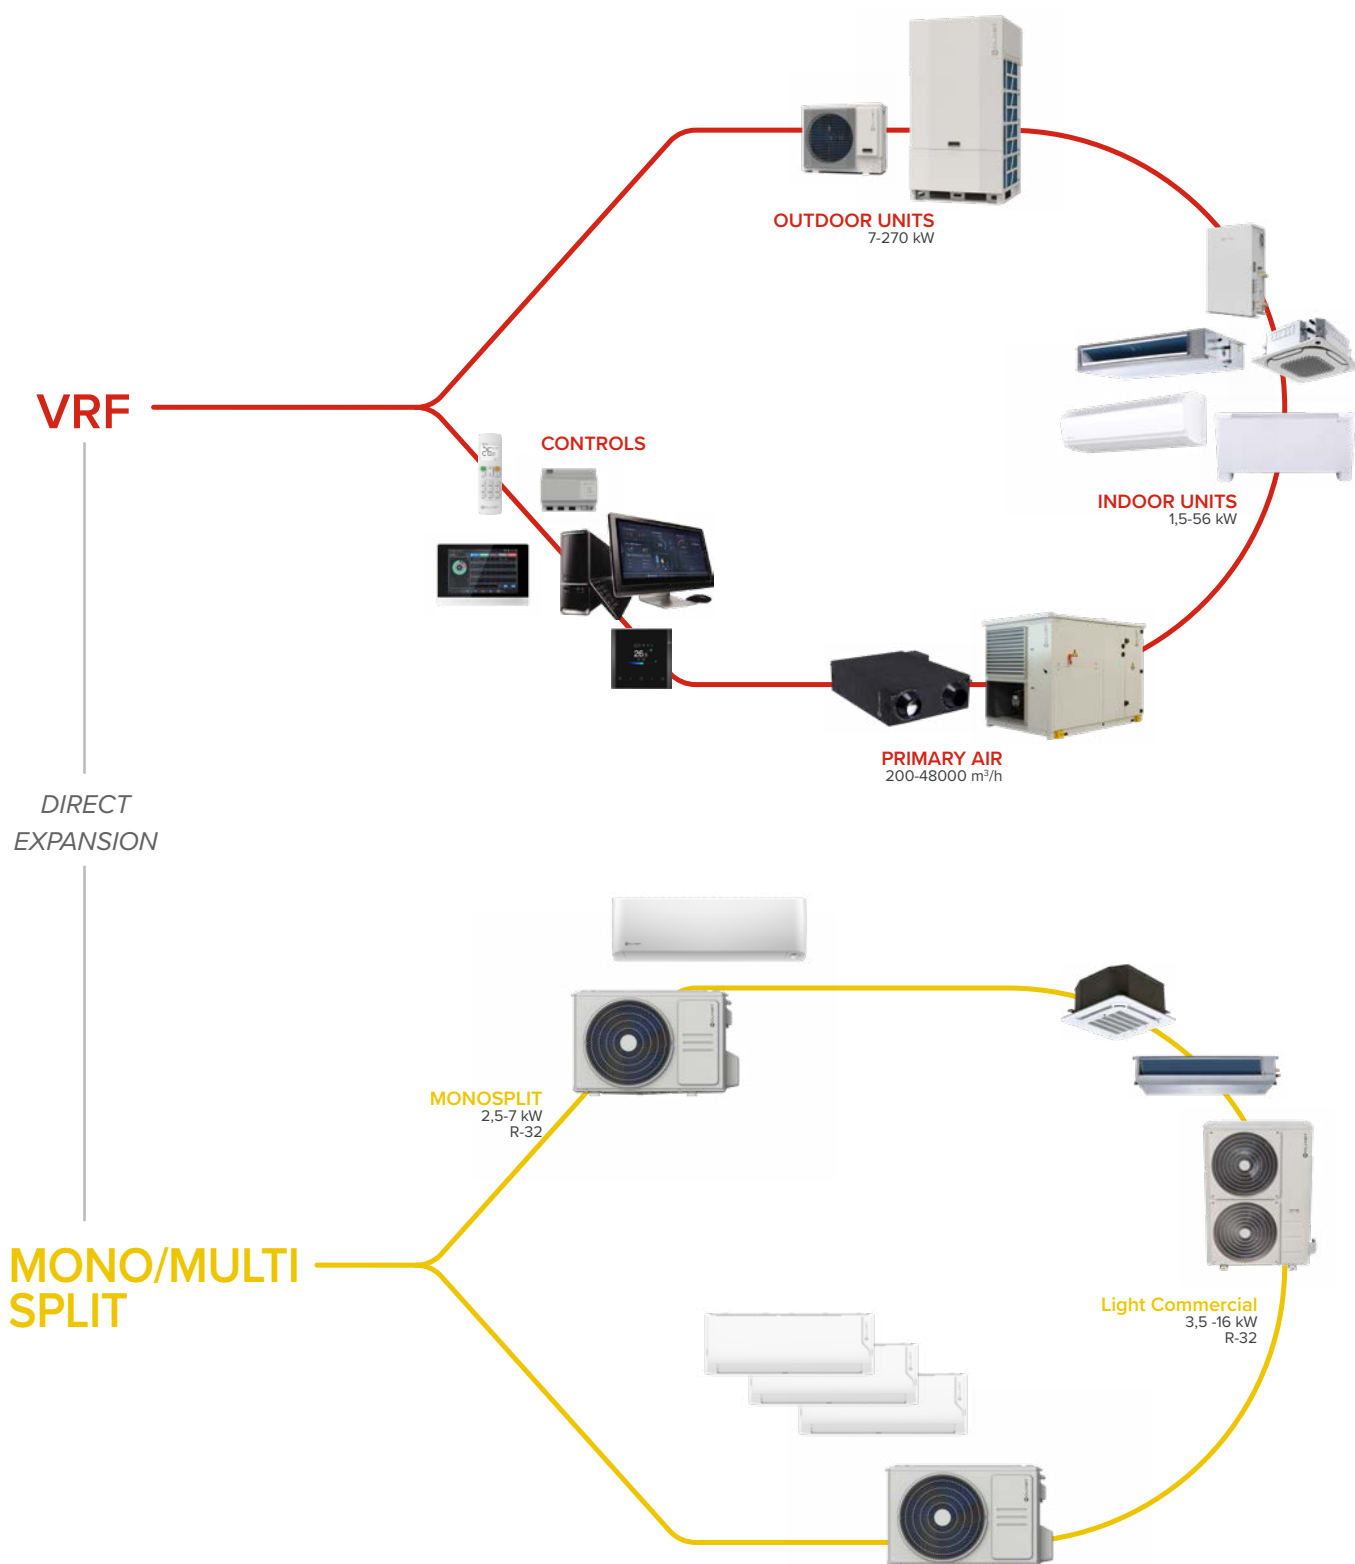 OUTDOOR UNITS
7-270 kW
VRF
CONTROLS
INDOOR UNITS
1,5-56 kW
26
PRIMARY AIR
200-48000 m³/h
DIRECT
EXPANSION
MONOSPLIT
2,5-7 kW
R-32
MONO/MULTI
SPLIT
Light Commercial
3,5 -16 kW
R-32